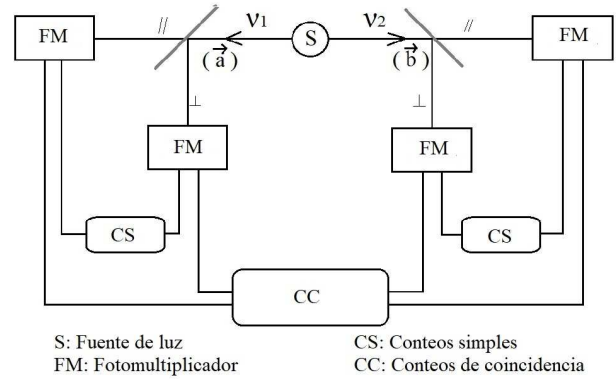 FM // ν₁ S ν₂ // FM
(a⃗) (b⃗)
⊥ ⊥
FM FM
CS CS
CC
S: Fuente de luz CS: Conteos simples
FM: Fotomultiplicador CC: Conteos de coincidencia